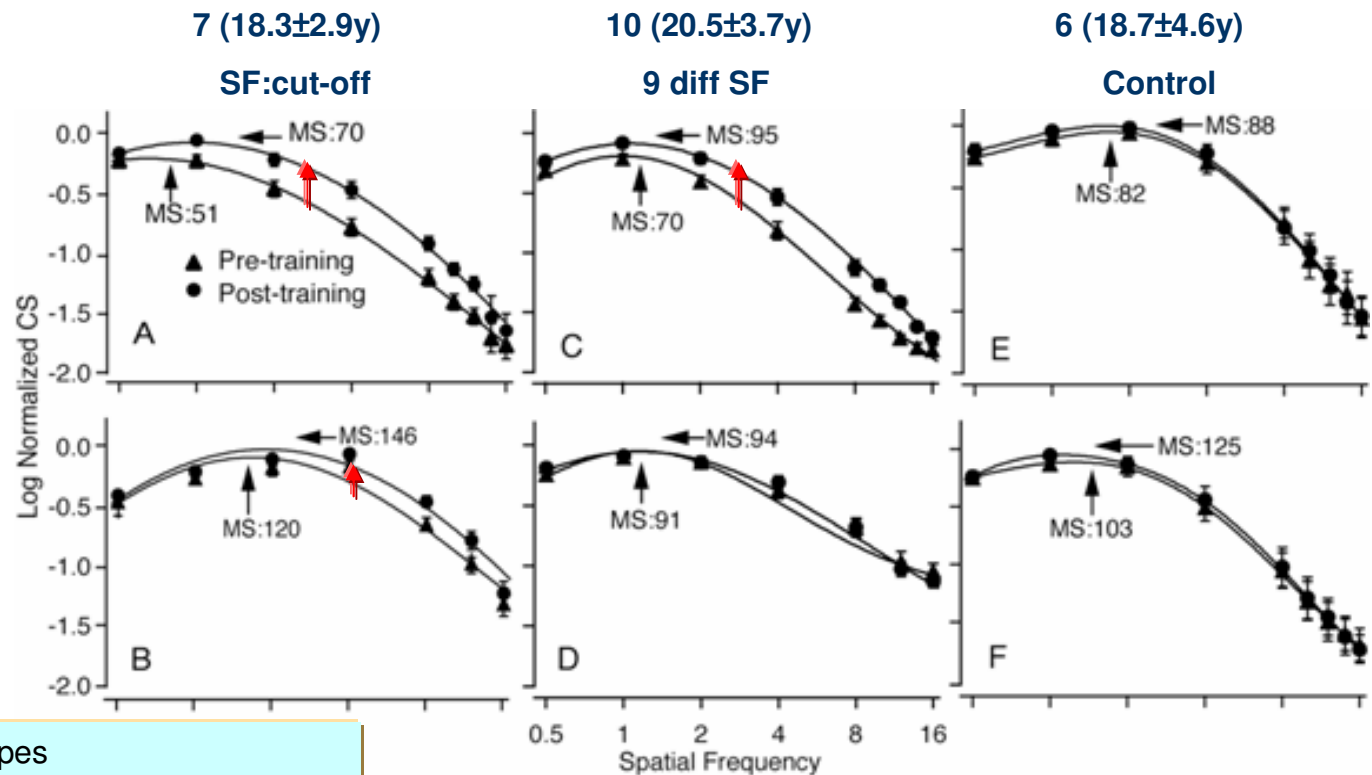 7 (18.3±2.9y)
SF:cut-off
10 (20.5±3.7y)
9 diff SF
6 (18.7±4.6y)
Control
Log Normalized CS
0.0
-0.5
-1.0
-1.5
-2.0
MS:70
MS:51
Pre-training
Post-training
A
MS:95
MS:70
C
MS:88
MS:82
E
0.0
-0.5
-1.0
-1.5
-2.0
MS:146
MS:120
B
MS:94
MS:91
D
MS:125
MS:103
F
0.5 1 2 4 8 16
Spatial Frequency
pes